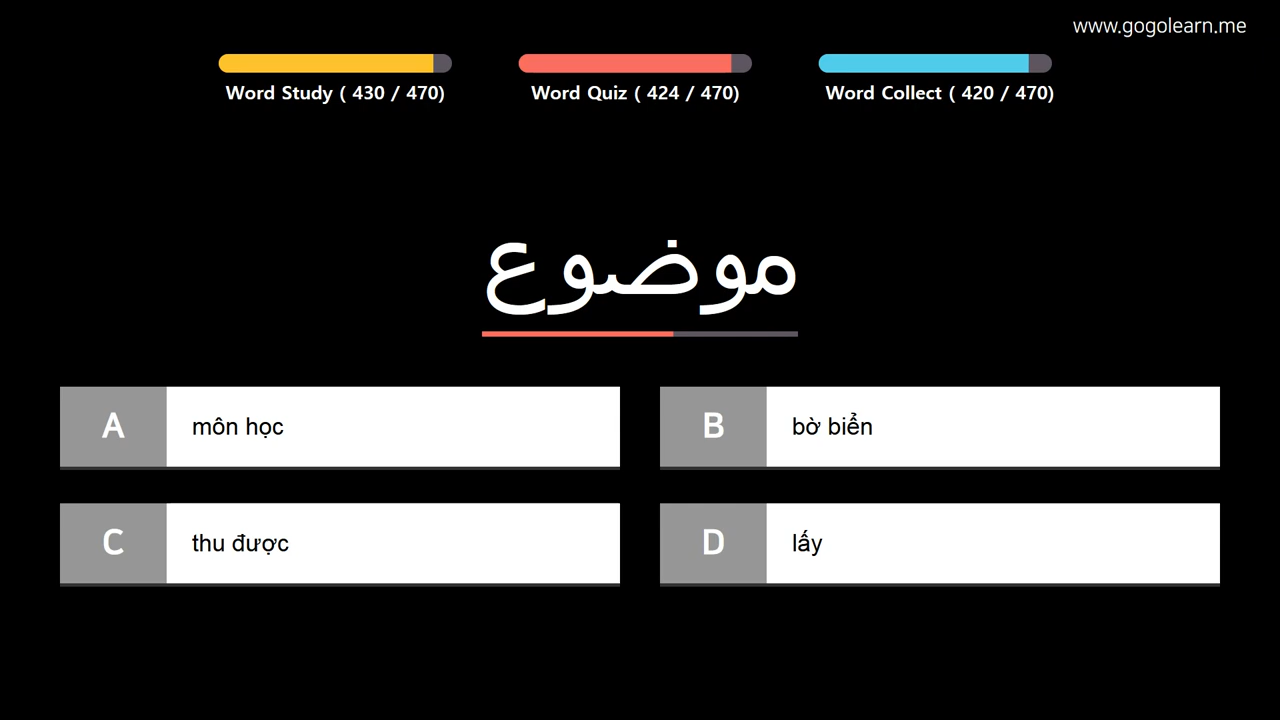 www.gogolearn.me
Word Study ( 430 / 470)
Word Quiz ( 424 / 470)
Word Collect ( 420 / 470)
موضوع
A
môn học
B
bờ biển
C
thu được
D
lấy